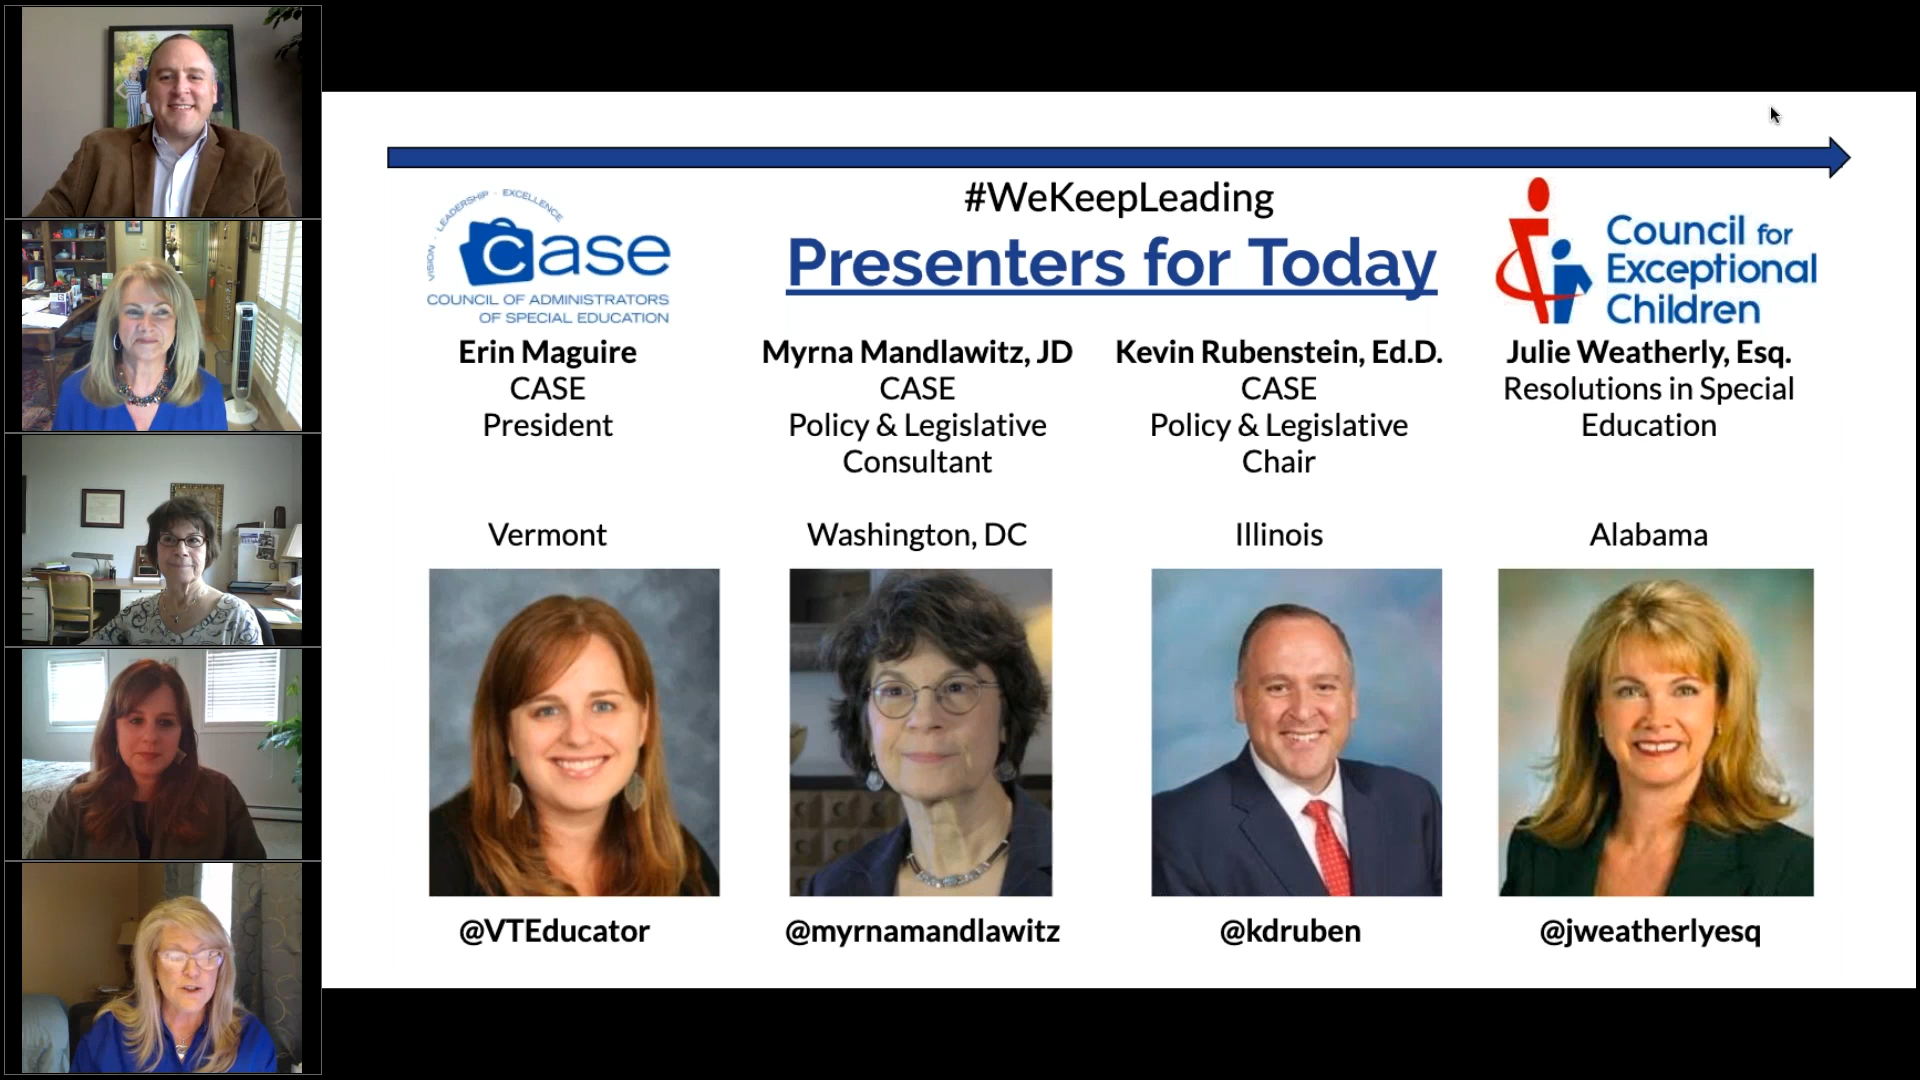 #WeKeepLeading
Presenters for Today
VISION · LEADERSHIP · EXCELLENCE
case
COUNCIL OF ADMINISTRATORS
OF SPECIAL EDUCATION
Council for
Exceptional
Children
Erin Maguire
CASE
President
Vermont
@VTEducator
Myrna Mandlawitz, JD
CASE
Policy & Legislative
Consultant
Washington, DC
@myrnamandlawitz
Kevin Rubenstein, Ed.D.
CASE
Policy & Legislative
Chair
Illinois
@kdruben
Julie Weatherly, Esq.
Resolutions in Special
Education
Alabama
@jweatherlyesq